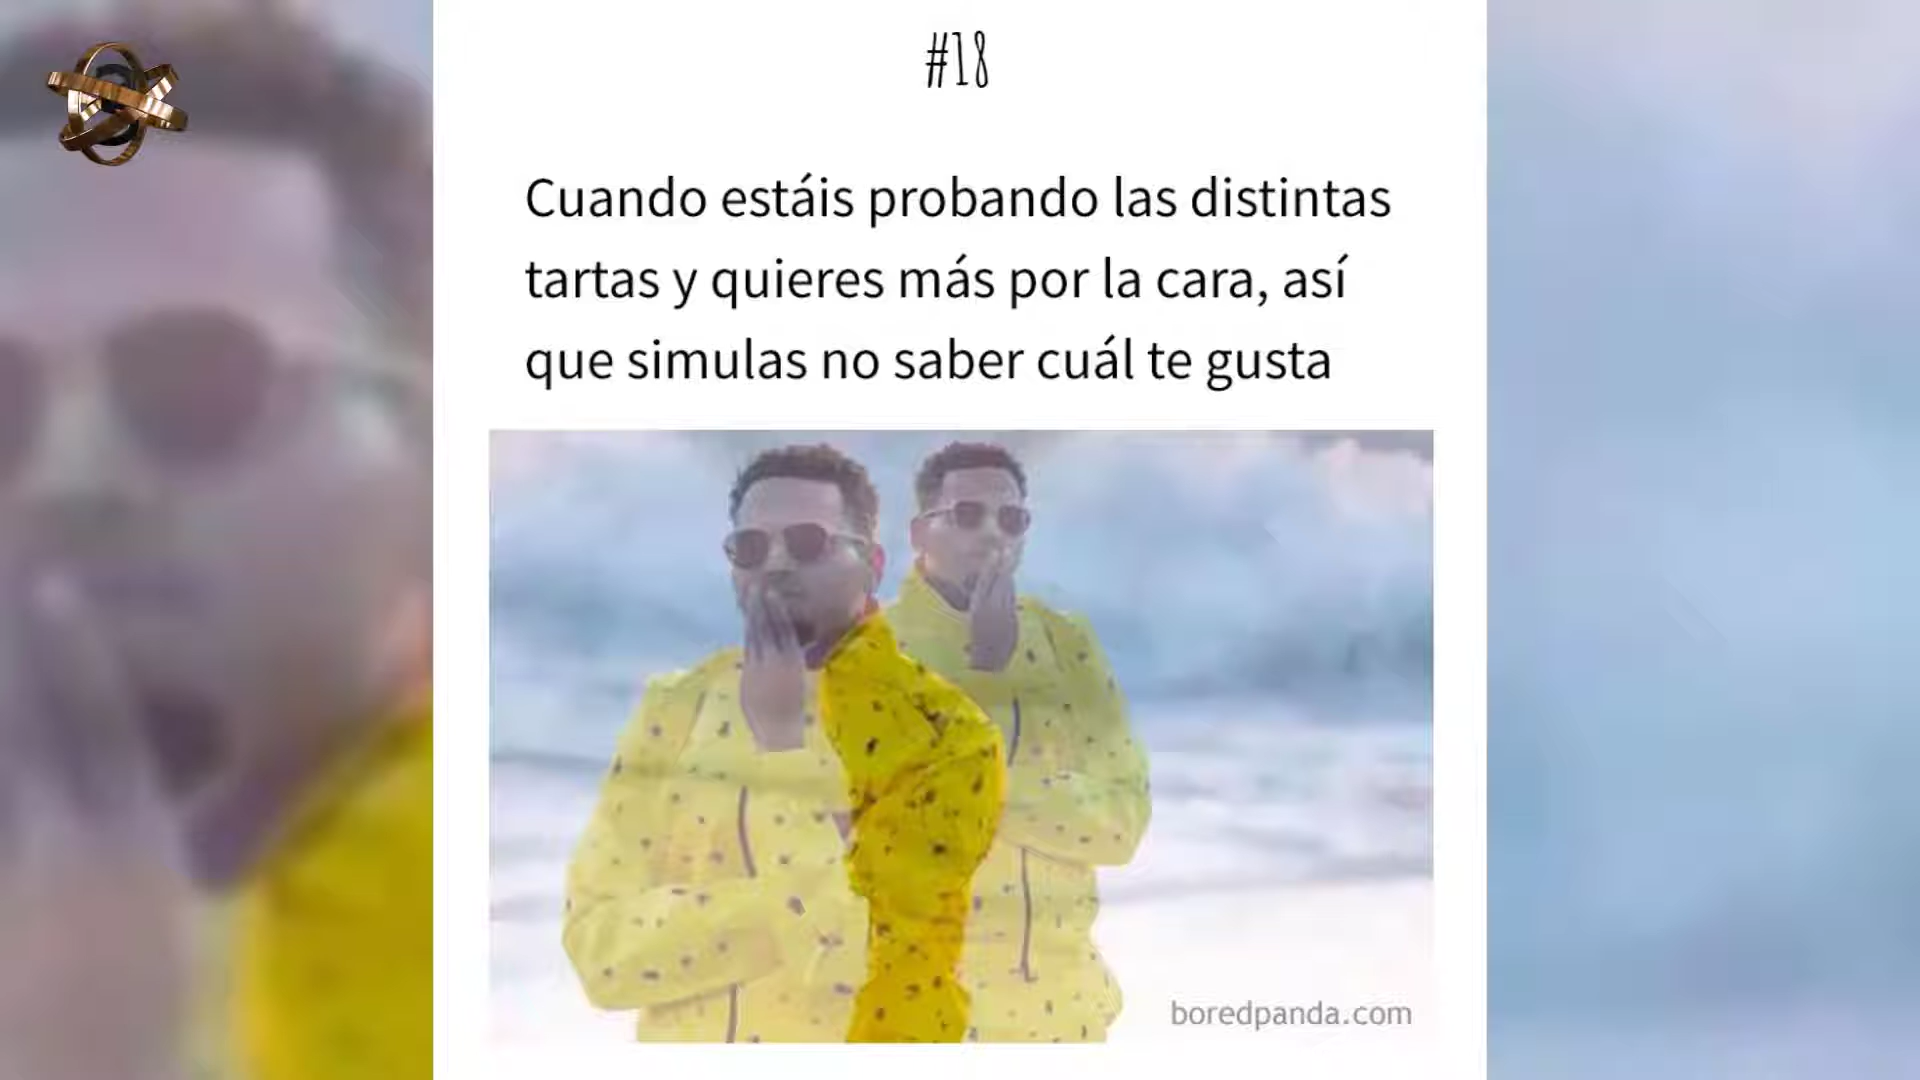 #18
Cuando estáis probando las distintas
tartas y quieres más por la cara, así
que simulas no saber cuál te gusta
boredpanda.com